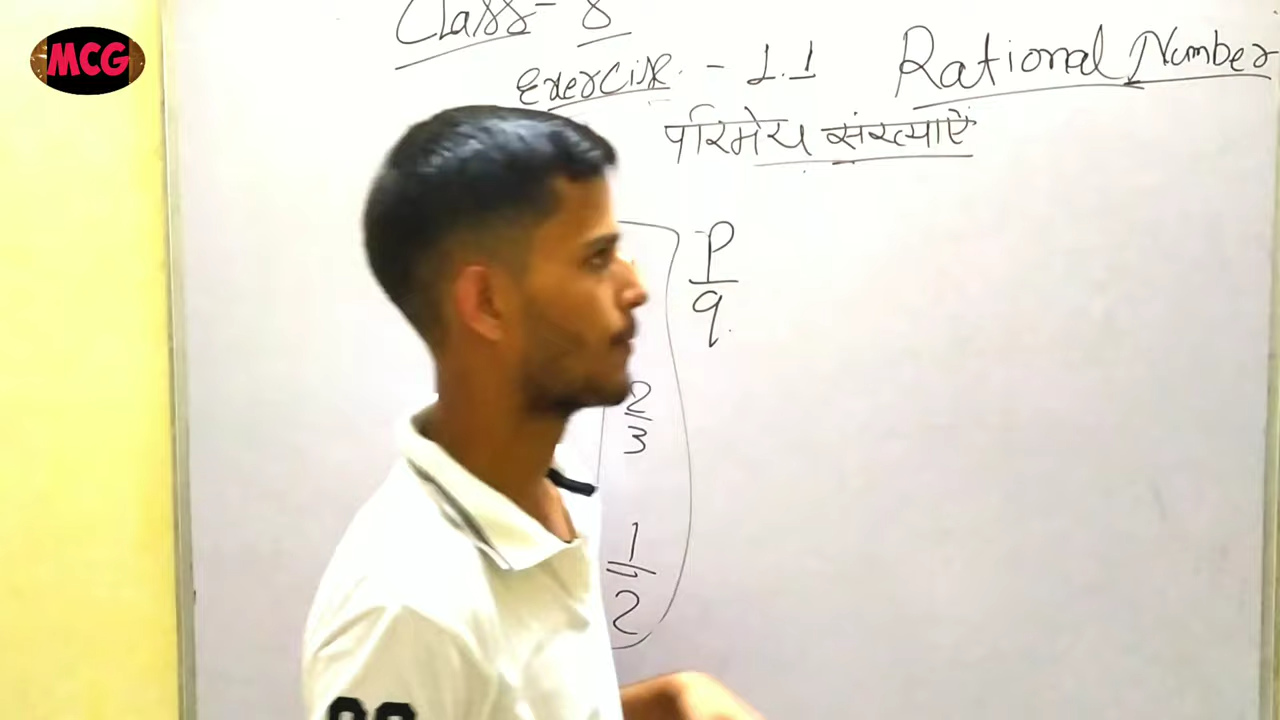 MCG
Class - 8
Exercise - 1.1 Rational Number
परिमेय संख्याऐं
p
q
2
3
1
2